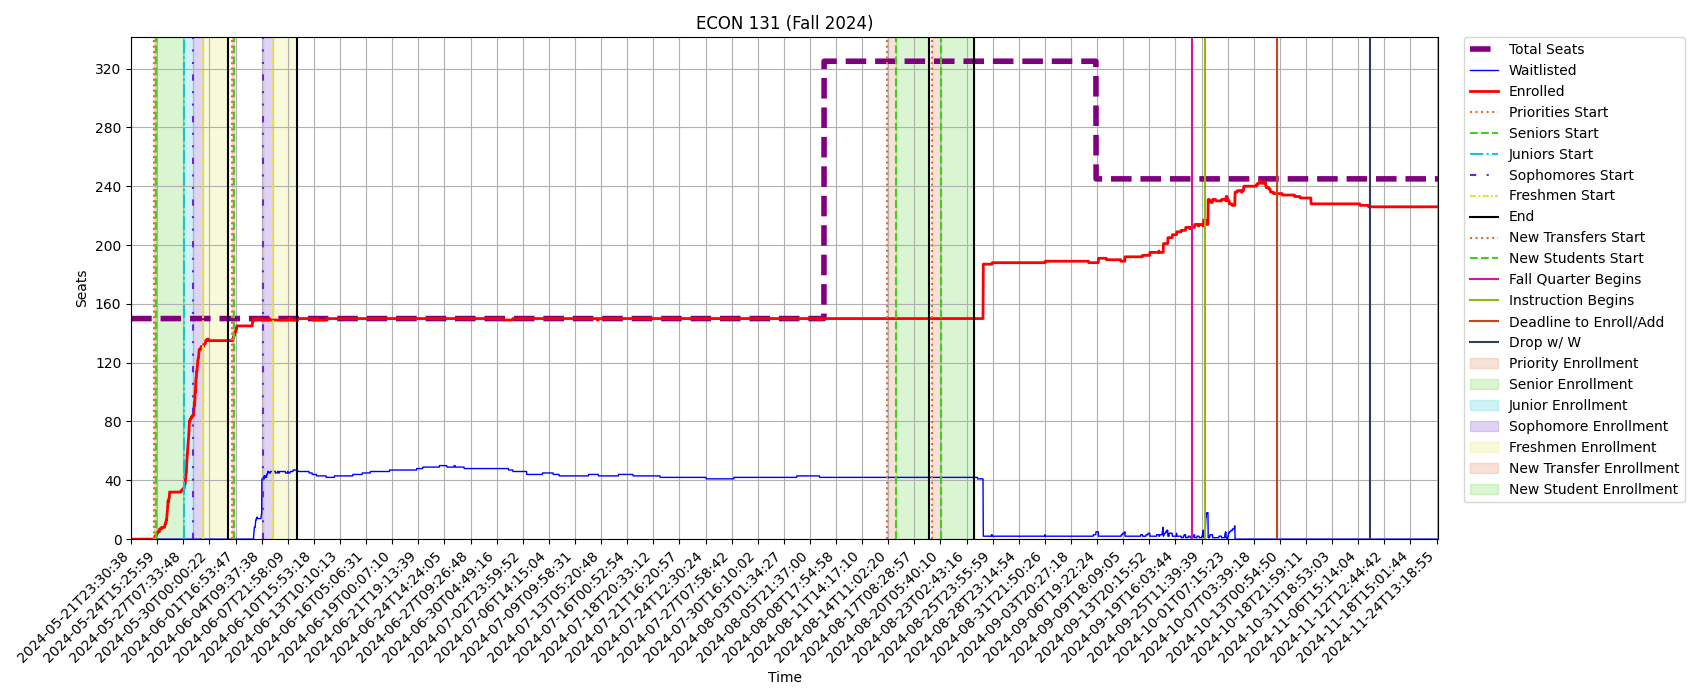 ECON 131 (Fall 2024)
Seats
320
280
240
200
160
120
80
40
0
2024-05-21T23:30:38
2024-05-24T15:25:59
2024-05-27T07:33:48
2024-05-30T00:00:22
2024-06-01T16:53:47
2024-06-04T09:37:38
2024-06-07T21:58:09
2024-06-10T15:53:18
2024-06-13T10:10:13
2024-06-16T05:06:31
2024-06-19T00:07:10
2024-06-21T19:13:39
2024-06-24T14:24:05
2024-06-27T09:26:48
2024-06-30T04:49:16
2024-07-02T23:59:52
2024-07-06T14:15:04
2024-07-09T09:58:31
2024-07-13T05:20:48
2024-07-16T00:52:54
2024-07-18T20:33:12
2024-07-21T16:20:57
2024-07-24T12:30:24
2024-07-27T07:58:42
2024-07-30T16:10:02
2024-08-03T01:34:27
2024-08-05T21:37:00
2024-08-08T17:54:58
2024-08-11T14:17:10
2024-08-14T11:02:20
2024-08-17T08:28:57
2024-08-20T05:40:10
2024-08-23T02:43:16
2024-08-25T23:55:59
2024-08-28T23:14:54
2024-08-31T21:50:26
2024-09-03T20:27:18
2024-09-06T19:22:24
2024-09-09T18:09:05
2024-09-13T20:15:52
2024-09-19T16:03:44
2024-09-25T11:39:39
2024-10-01T07:15:23
2024-10-07T03:39:18
2024-10-13T00:54:50
2024-10-18T21:59:11
2024-10-31T18:53:03
2024-11-06T15:14:04
2024-11-12T12:44:42
2024-11-18T15:01:44
2024-11-24T13:18:55
Time
Total Seats
Waitlisted
Enrolled
Priorities Start
Seniors Start
Juniors Start
Sophomores Start
Freshmen Start
End
New Transfers Start
New Students Start
Fall Quarter Begins
Instruction Begins
Deadline to Enroll/Add
Drop w/ W
Priority Enrollment
Senior Enrollment
Junior Enrollment
Sophomore Enrollment
Freshmen Enrollment
New Transfer Enrollment
New Student Enrollment